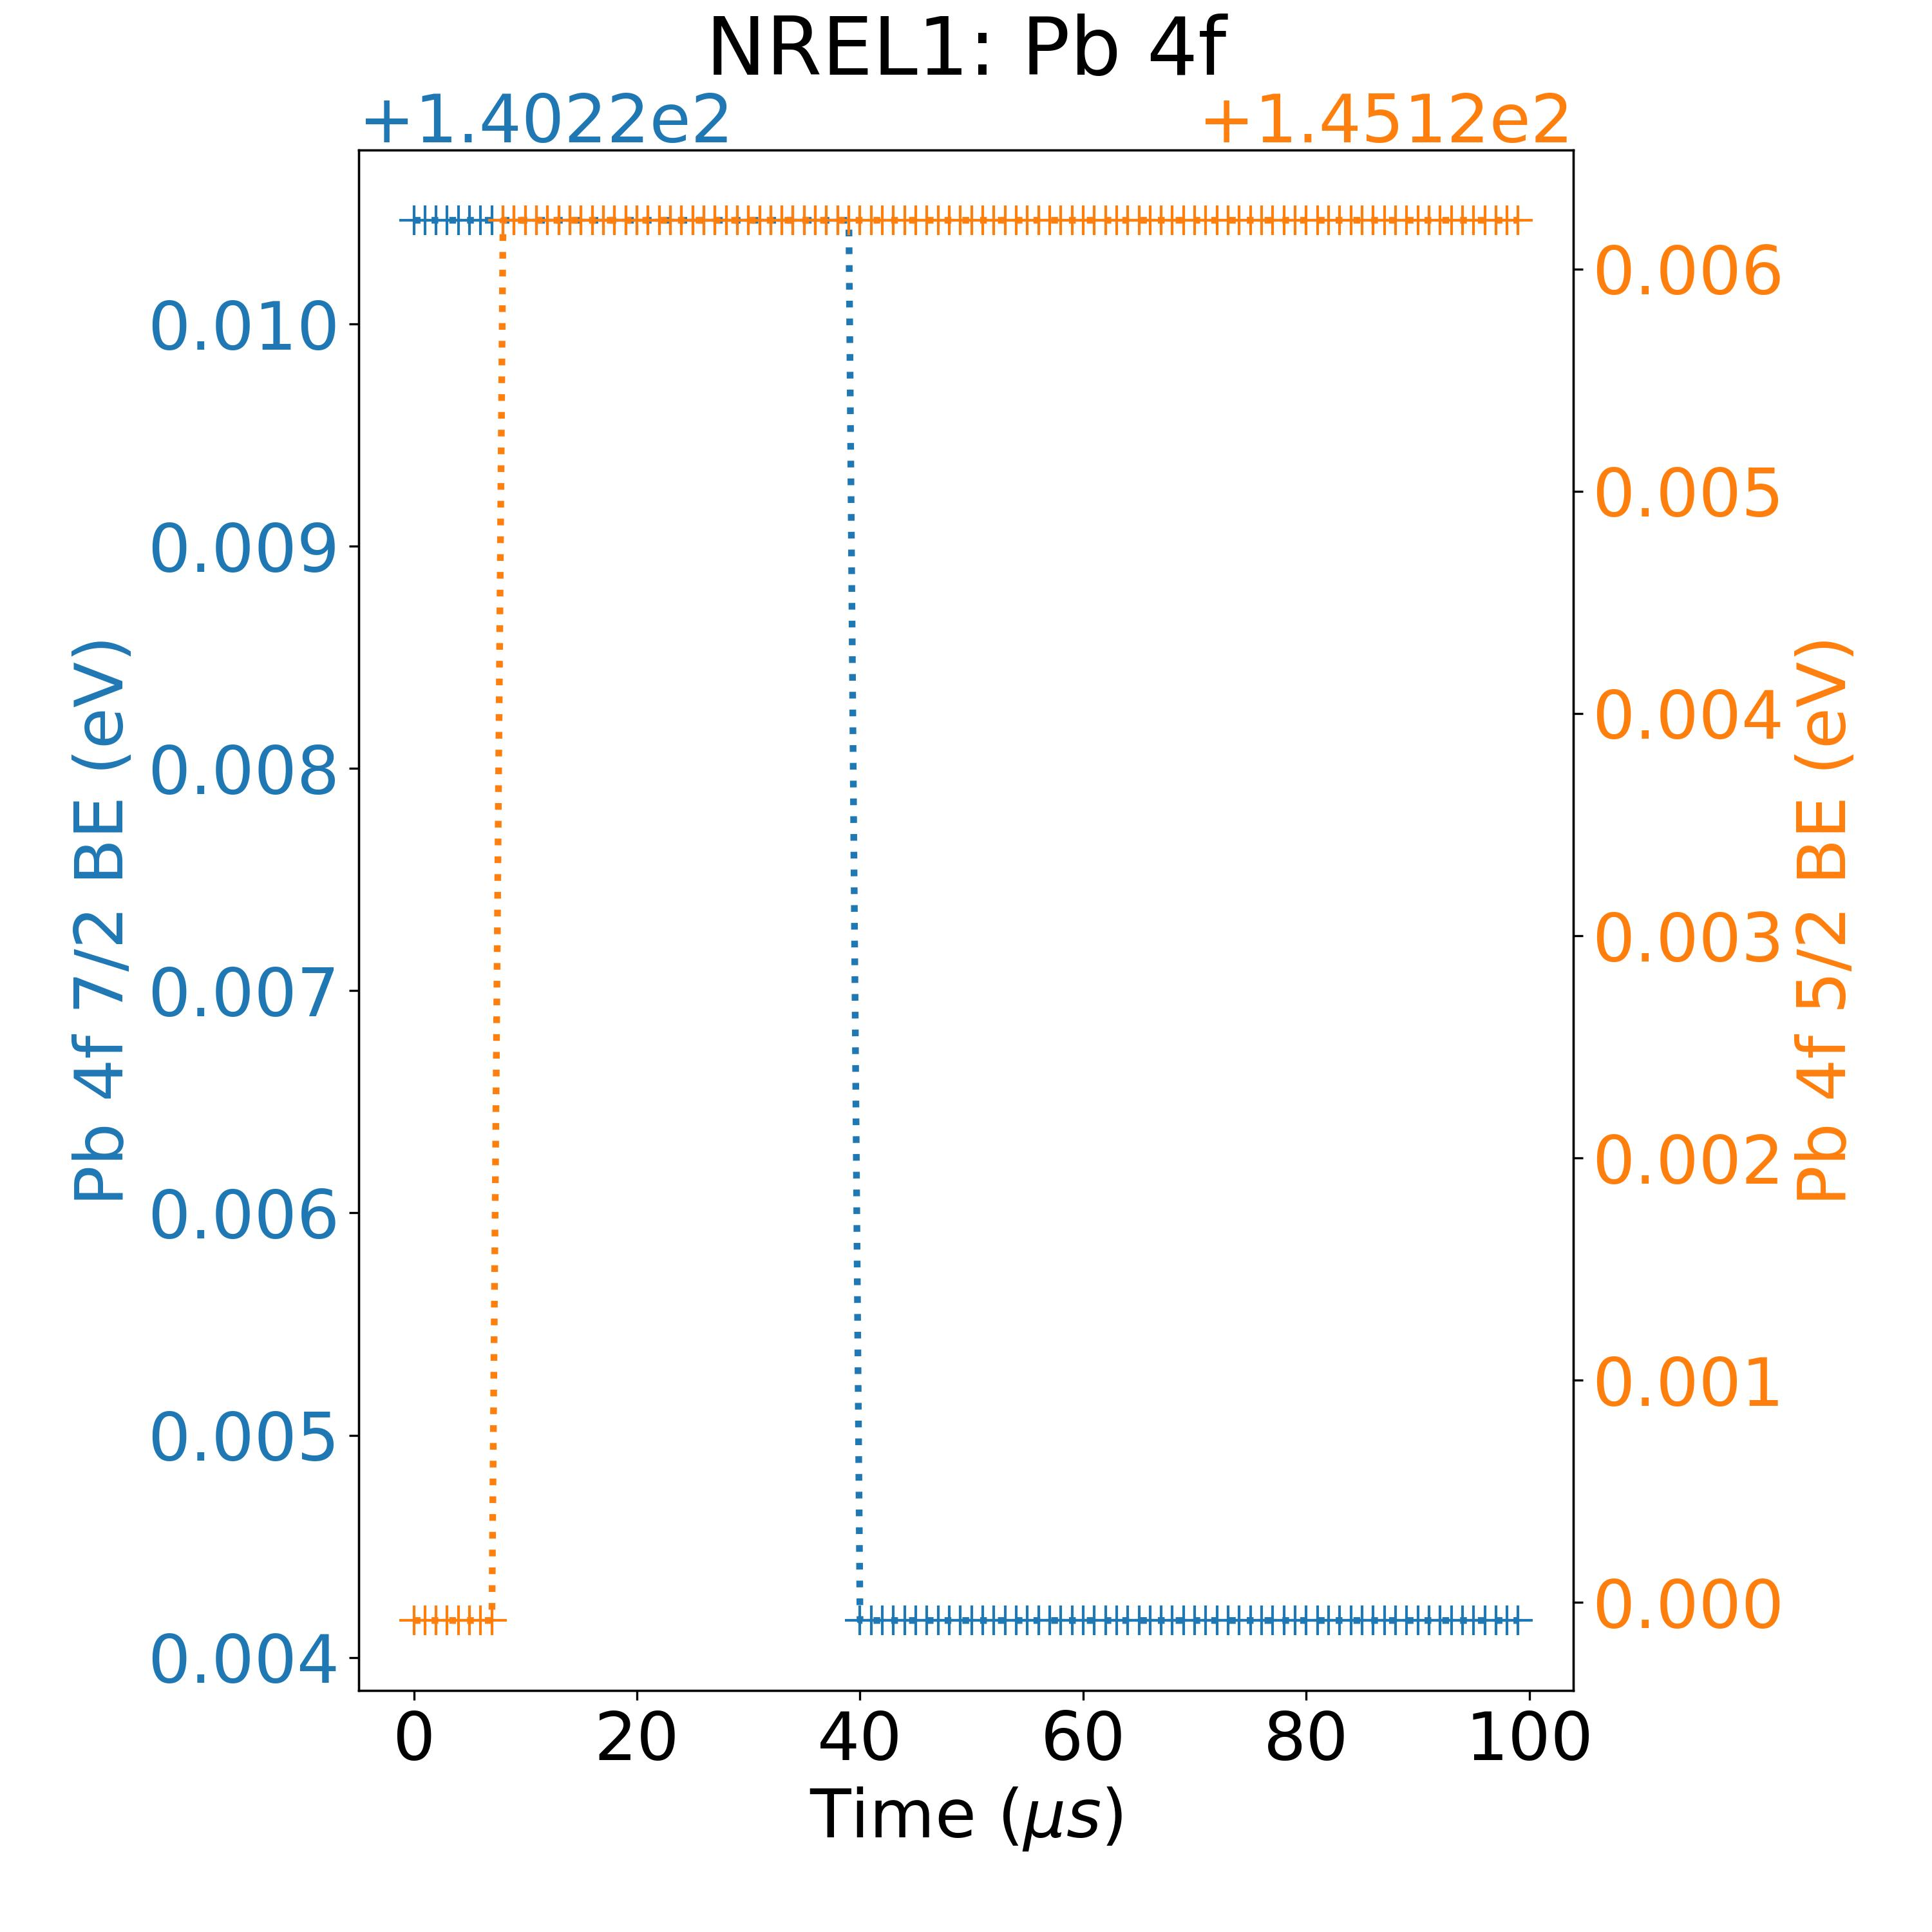 NREL1: Pb 4f
+1.4022e2
+1.4512e2
0.010
0.009
0.008
0.007
0.006
0.005
0.004
Pb 4f 7/2 BE (eV)
0.006
0.005
0.004
0.003
0.002
0.001
0.000
Pb 4f 5/2 BE (eV)
0 20 40 60 80 100
Time (μs)